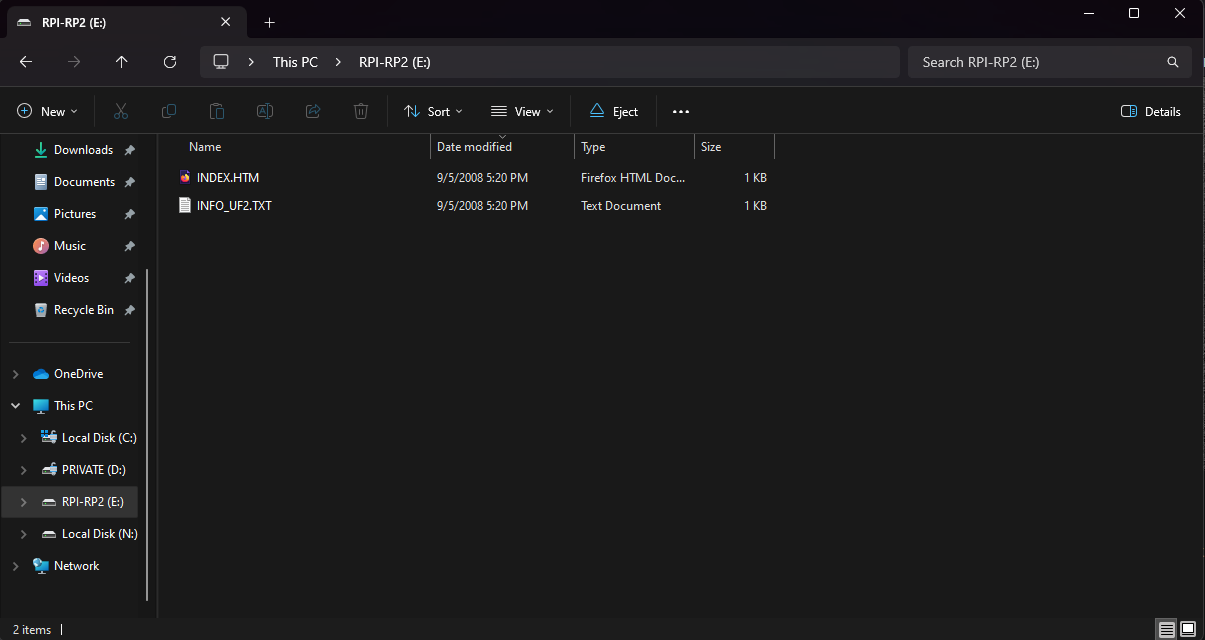 RPI-RP2 (E:)
This PC RPI-RP2 (E:)
Search RPI-RP2 (E:)
New Sort View Eject Details
Name Date modified Type Size
INDEX.HTM 9/5/2008 5:20 PM Firefox HTML Doc... 1 KB
INFO_UF2.TXT 9/5/2008 5:20 PM Text Document 1 KB
Downloads
Documents
Pictures
Music
Videos
Recycle Bin
OneDrive
This PC
Local Disk (C:)
PRIVATE (D:)
RPI-RP2 (E:)
Local Disk (N:)
Network
2 items